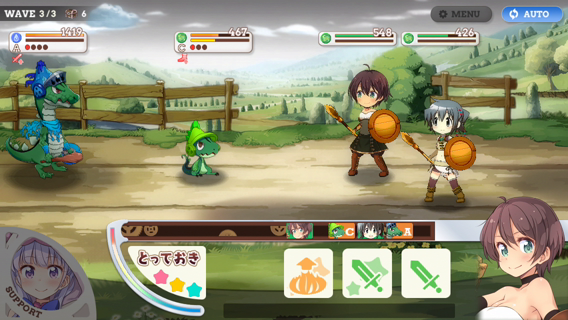 WAVE 3/3 6
MENU
AUTO
1419
A
467
C
548
426
C
A
とっておき
SUPPORT